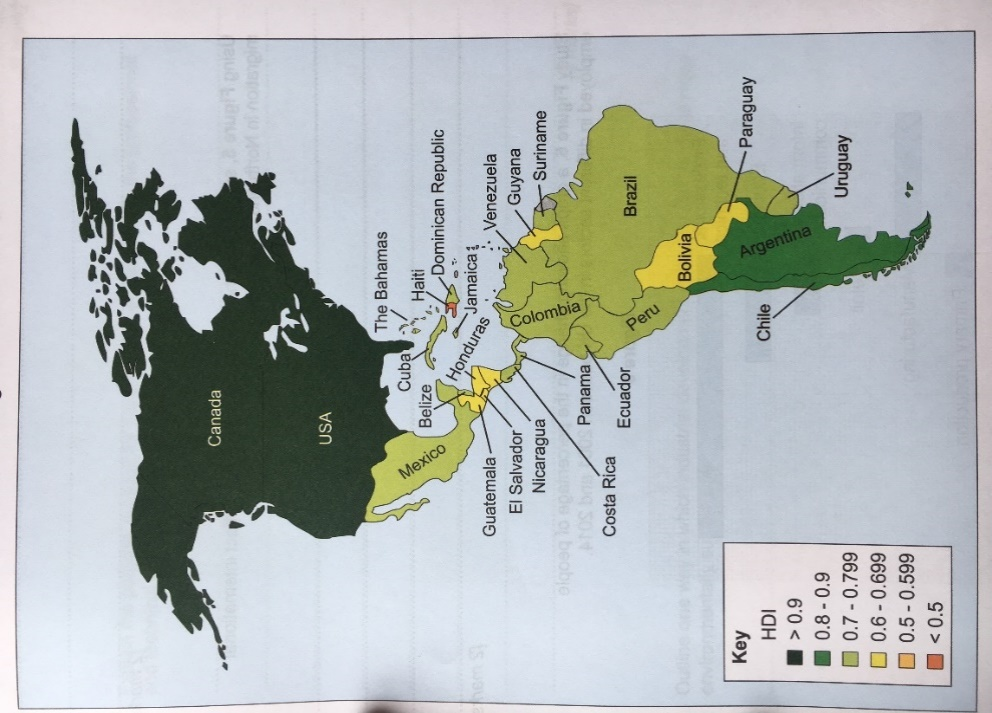 Canada
USA
Mexico
The Bahamas
Cuba
Haiti
Dominican Republic
Jamaica
Belize
Honduras
Guatemala
El Salvador
Nicaragua
Costa Rica
Panama
Ecuador
Venezuela
Guyana
Suriname
Colombia
Brazil
Peru
Bolivia
Paraguay
Argentina
Uruguay
Chile
Key
HDI
> 0.9
0.8 - 0.9
0.7 - 0.799
0.6 - 0.699
0.5 - 0.599
< 0.5